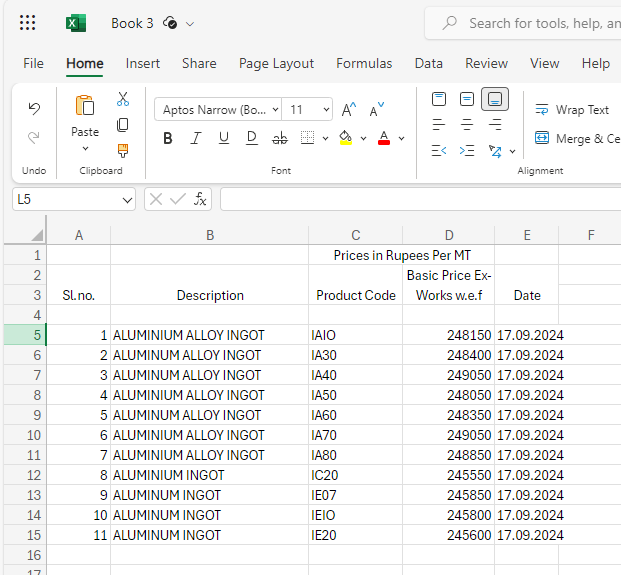 Book 3
Search for tools, help, an
File Home Insert Share Page Layout Formulas Data Review View Help
Paste
Aptos Narrow (Bo... 11 A A
Wrap Text
B I U D ab A
Merge & Ce
Undo Clipboard Font Alignment
L5 fx
A B C D E F
1 Prices in Rupees Per MT
2 Basic Price Ex-
3 Sl.no. Description Product Code Works w.e.f Date
4
5 1 ALUMINIUM ALLOY INGOT IAIO 248150 17.09.2024
6 2 ALUMINIUM ALLOY INGOT IA30 248400 17.09.2024
7 3 ALUMINIUM ALLOY INGOT IA40 249050 17.09.2024
8 4 ALUMINIUM ALLOY INGOT IA50 248050 17.09.2024
9 5 ALUMINIUM ALLOY INGOT IA60 248350 17.09.2024
10 6 ALUMINIUM ALLOY INGOT IA70 249050 17.09.2024
11 7 ALUMINIUM ALLOY INGOT IA80 248850 17.09.2024
12 8 ALUMINIUM INGOT IC20 245550 17.09.2024
13 9 ALUMINUM INGOT IE07 245850 17.09.2024
14 10 ALUMINUM INGOT IEIO 245800 17.09.2024
15 11 ALUMINUM INGOT IE20 245600 17.09.2024
16
17